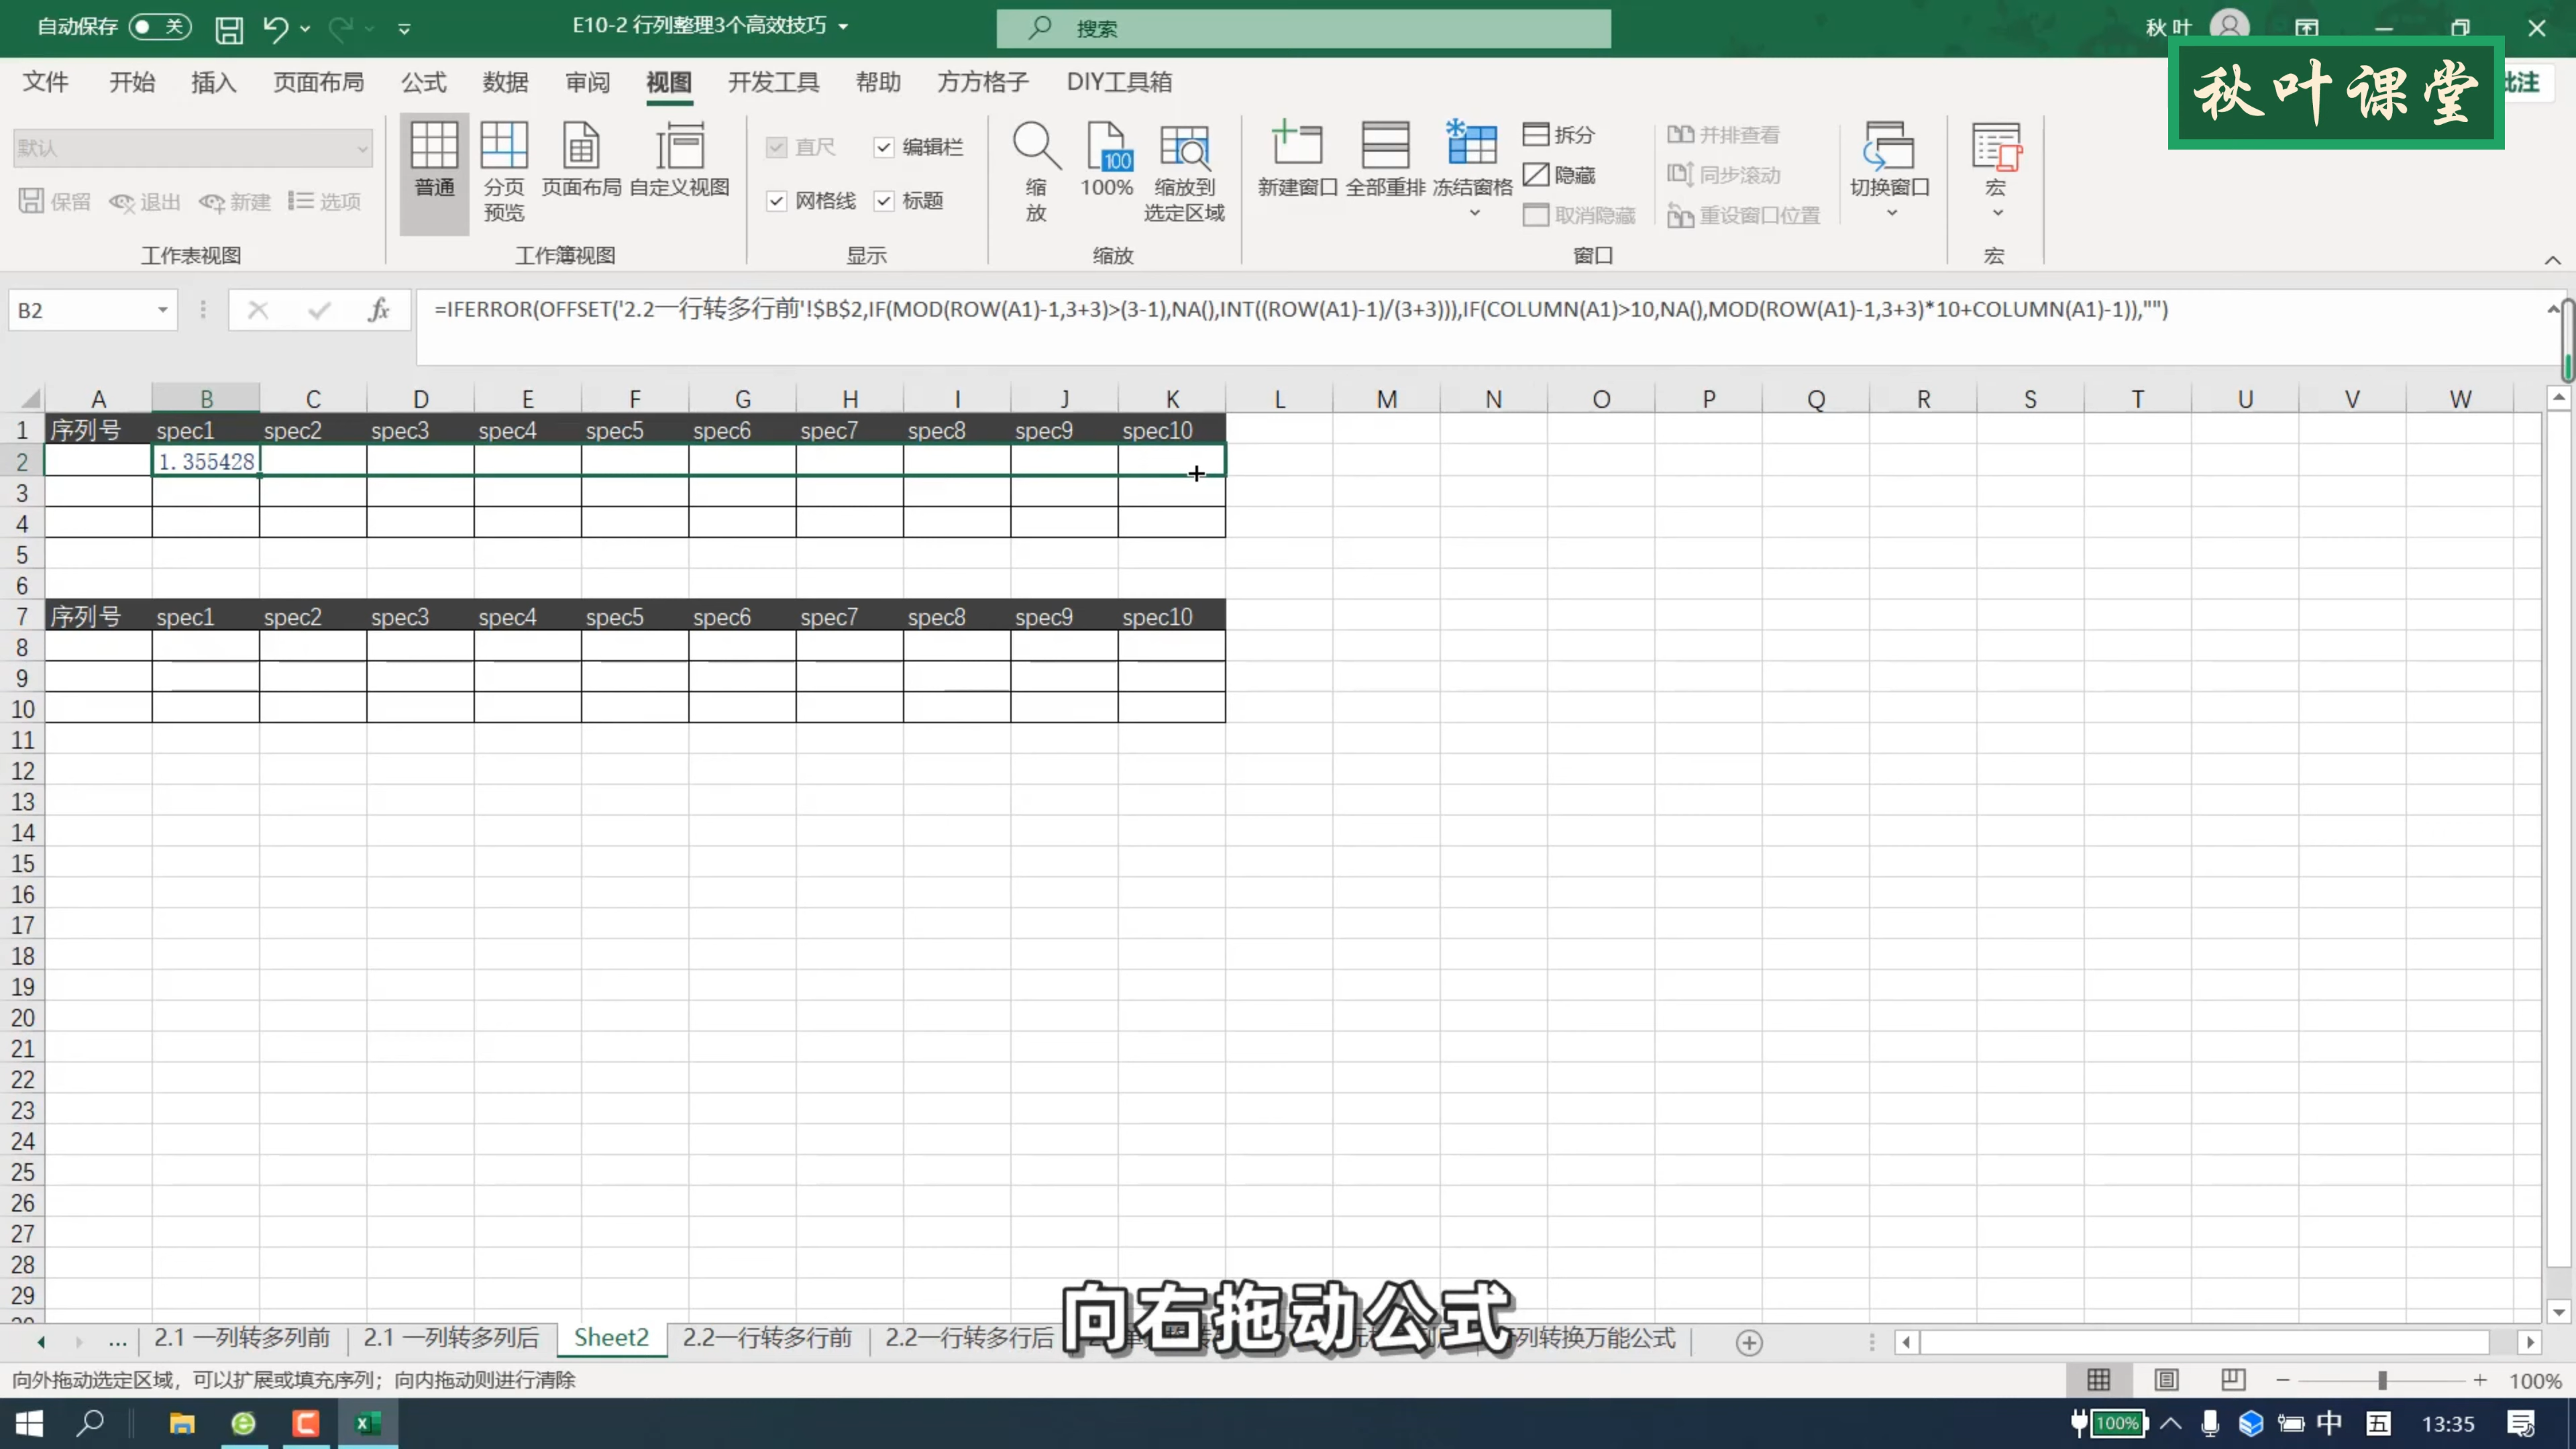 自动保存 关 E10-2 行列整理3个高效技巧 搜索 秋 叶
文件 开始 插入 页面布局 公式 数据 审阅 视图 开发工具 帮助 方方格子 DIY工具箱 批注
秋叶课堂
默认
保留 退出 新建 选项
工作表视图
普通 分页预览 页面布局 自定义视图
工作簿视图
直尺 编辑栏
网格线 标题
显示
缩放 100 100% 缩放到选定区域
缩放
新建窗口 全部重排 冻结窗格
拆分
隐藏
取消隐藏
并排查看
同步滚动
重设窗口位置
切换窗口
窗口
宏
宏
B2 fx =IFERROR(OFFSET('2.2一行转多行前'!$B$2,IF(MOD(ROW(A1)-1,3+3)>(3-1),NA(),INT((ROW(A1)-1)/(3+3))),IF(COLUMN(A1)>10,NA(),MOD(ROW(A1)-1,3+3)*10+COLUMN(A1)-1)),"")
A B C D E F G H I J K L M N O P Q R S T U V W
1 序列号 spec1 spec2 spec3 spec4 spec5 spec6 spec7 spec8 spec9 spec10
2 1.355428
3
4
5
6
7 序列号 spec1 spec2 spec3 spec4 spec5 spec6 spec7 spec8 spec9 spec10
8
9
10
11
12
13
14
15
16
17
18
19
20
21
22
23
24
25
26
27
28
29
向右拖动公式
... 2.1 一列转多列前 2.1 一列转多列后 Sheet2 2.2一行转多行前 2.2一行转多行后 列转换万能公式
向外拖动选定区域，可以扩展或填充序列；向内拖动则进行清除 100%
100% 中 五 13:35